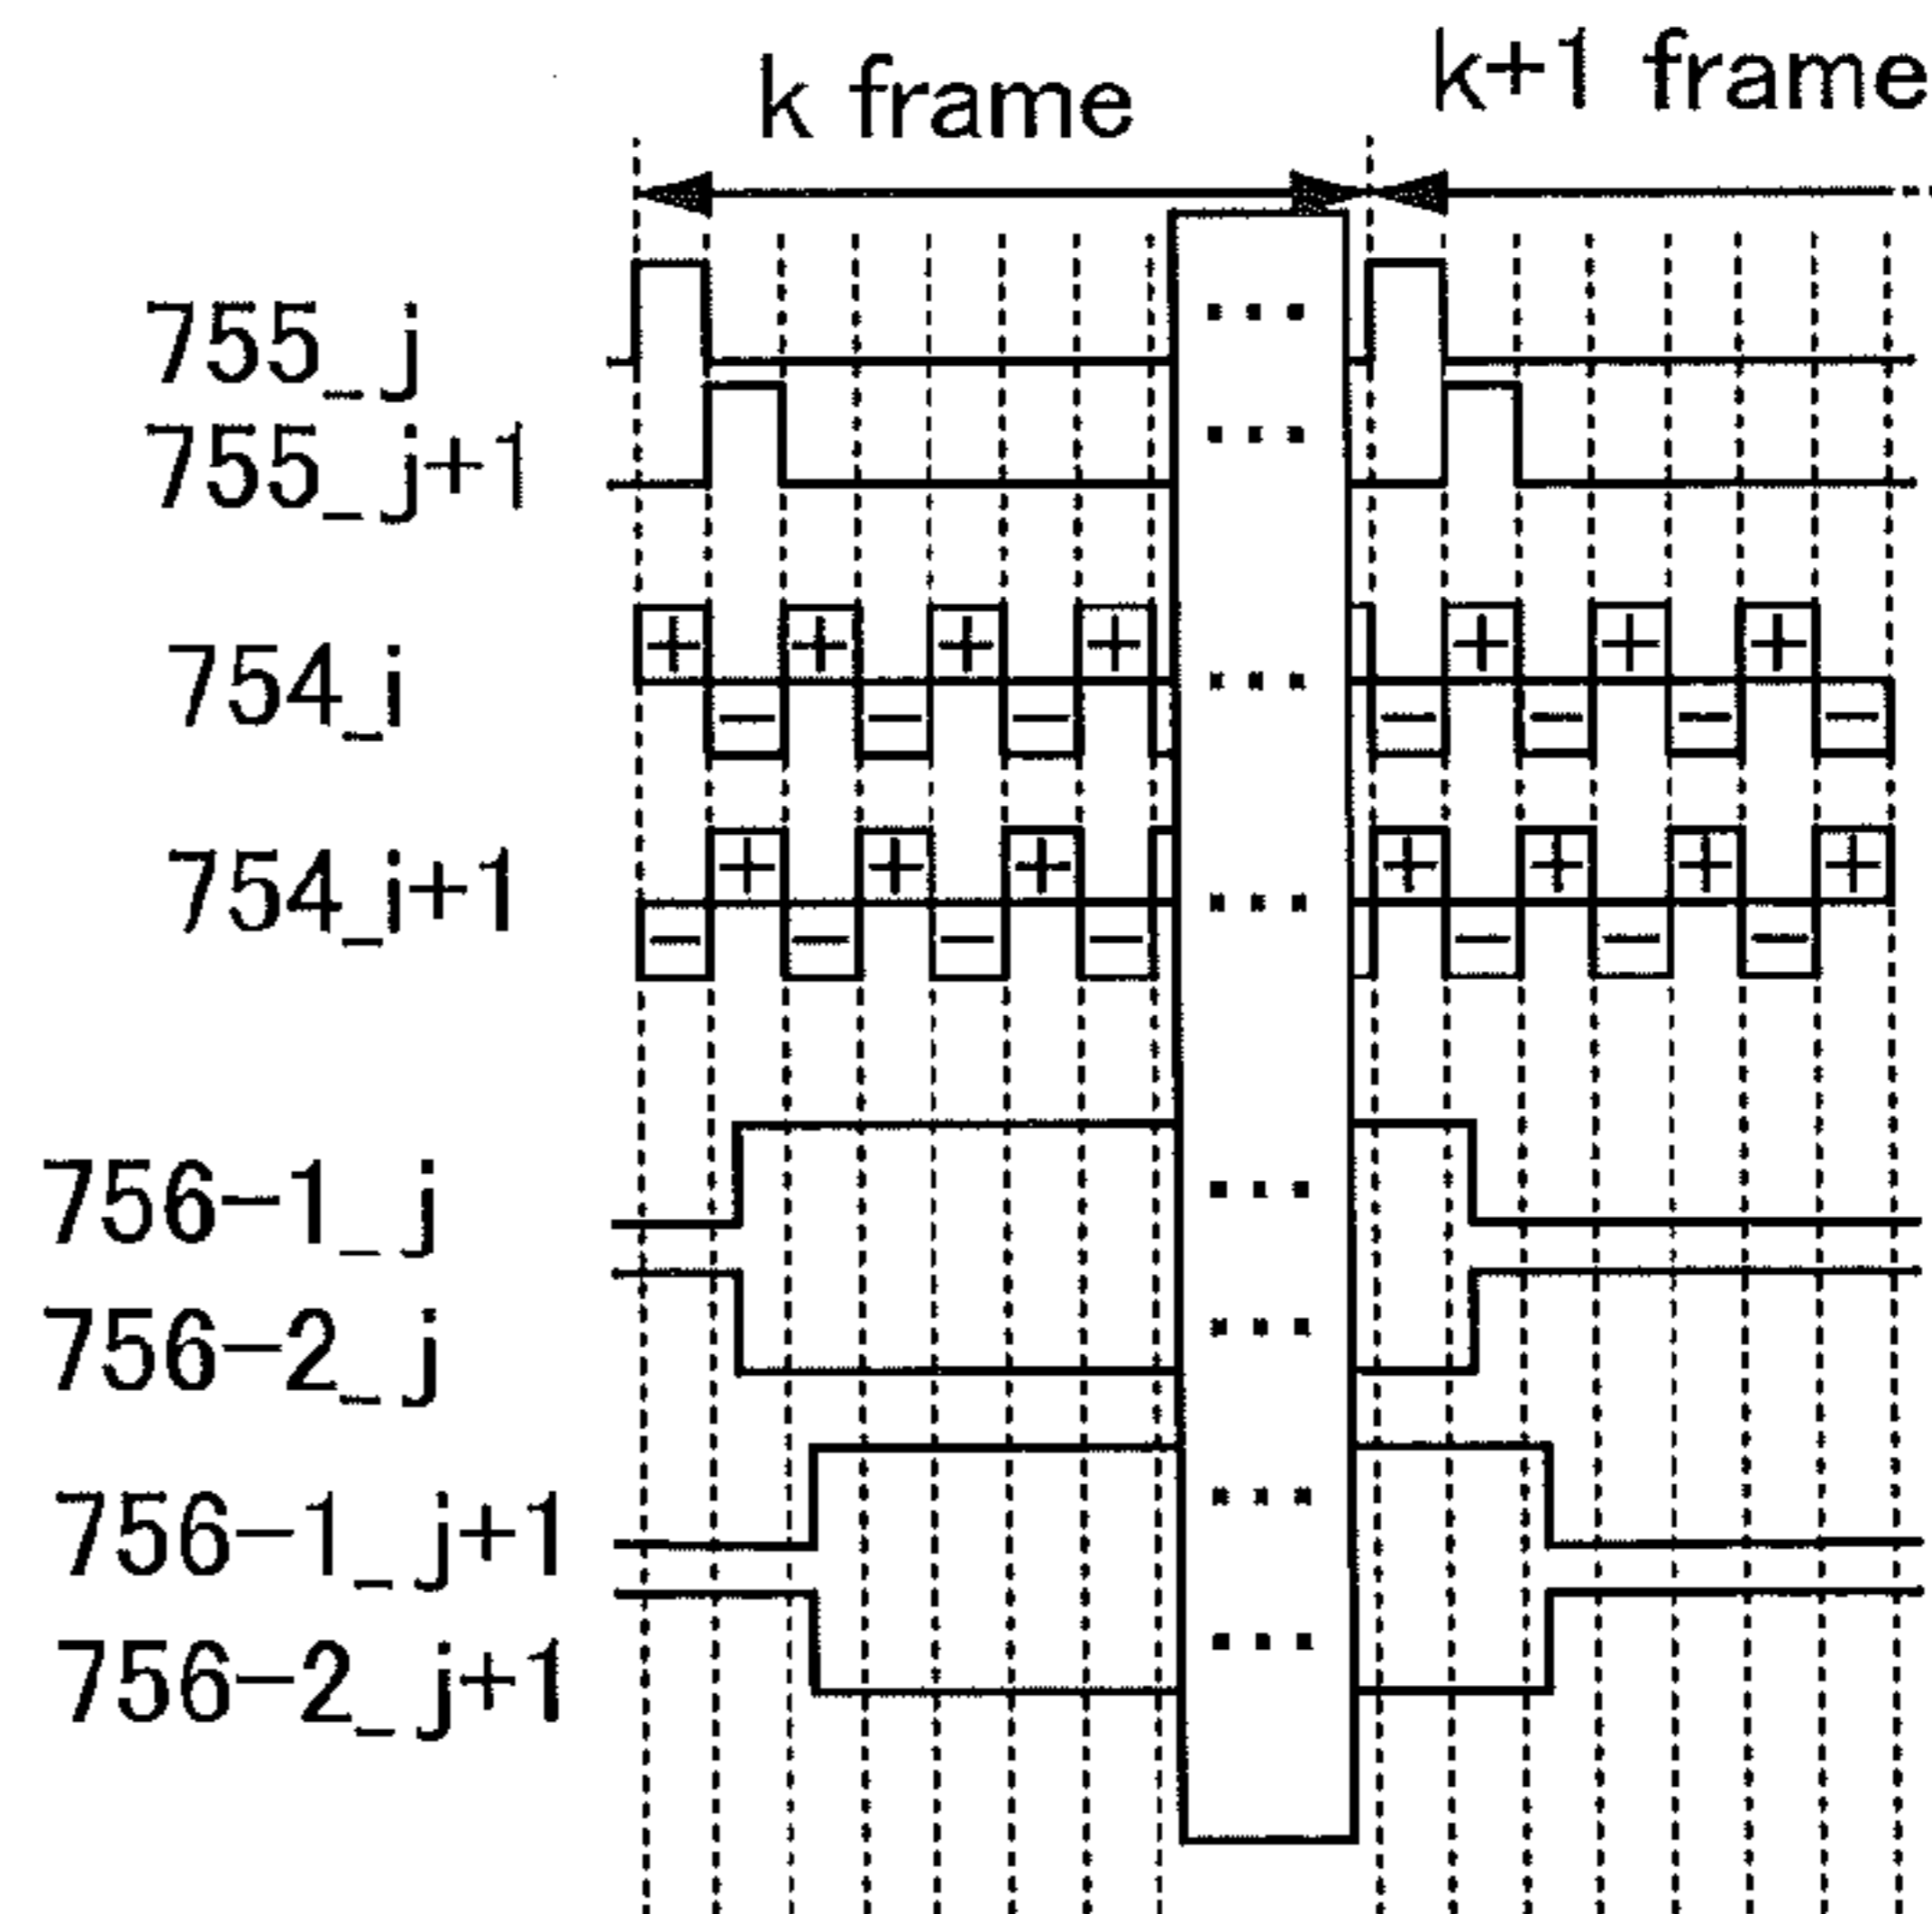 k frame k+1 frame
755_j
755_j+1
754_i
+ + + + + + +
− − − − − − −
754_i+1
+ + + + + + +
− − − − − − −
756-1_j
756-2_j
756-1_j+1
756-2_j+1